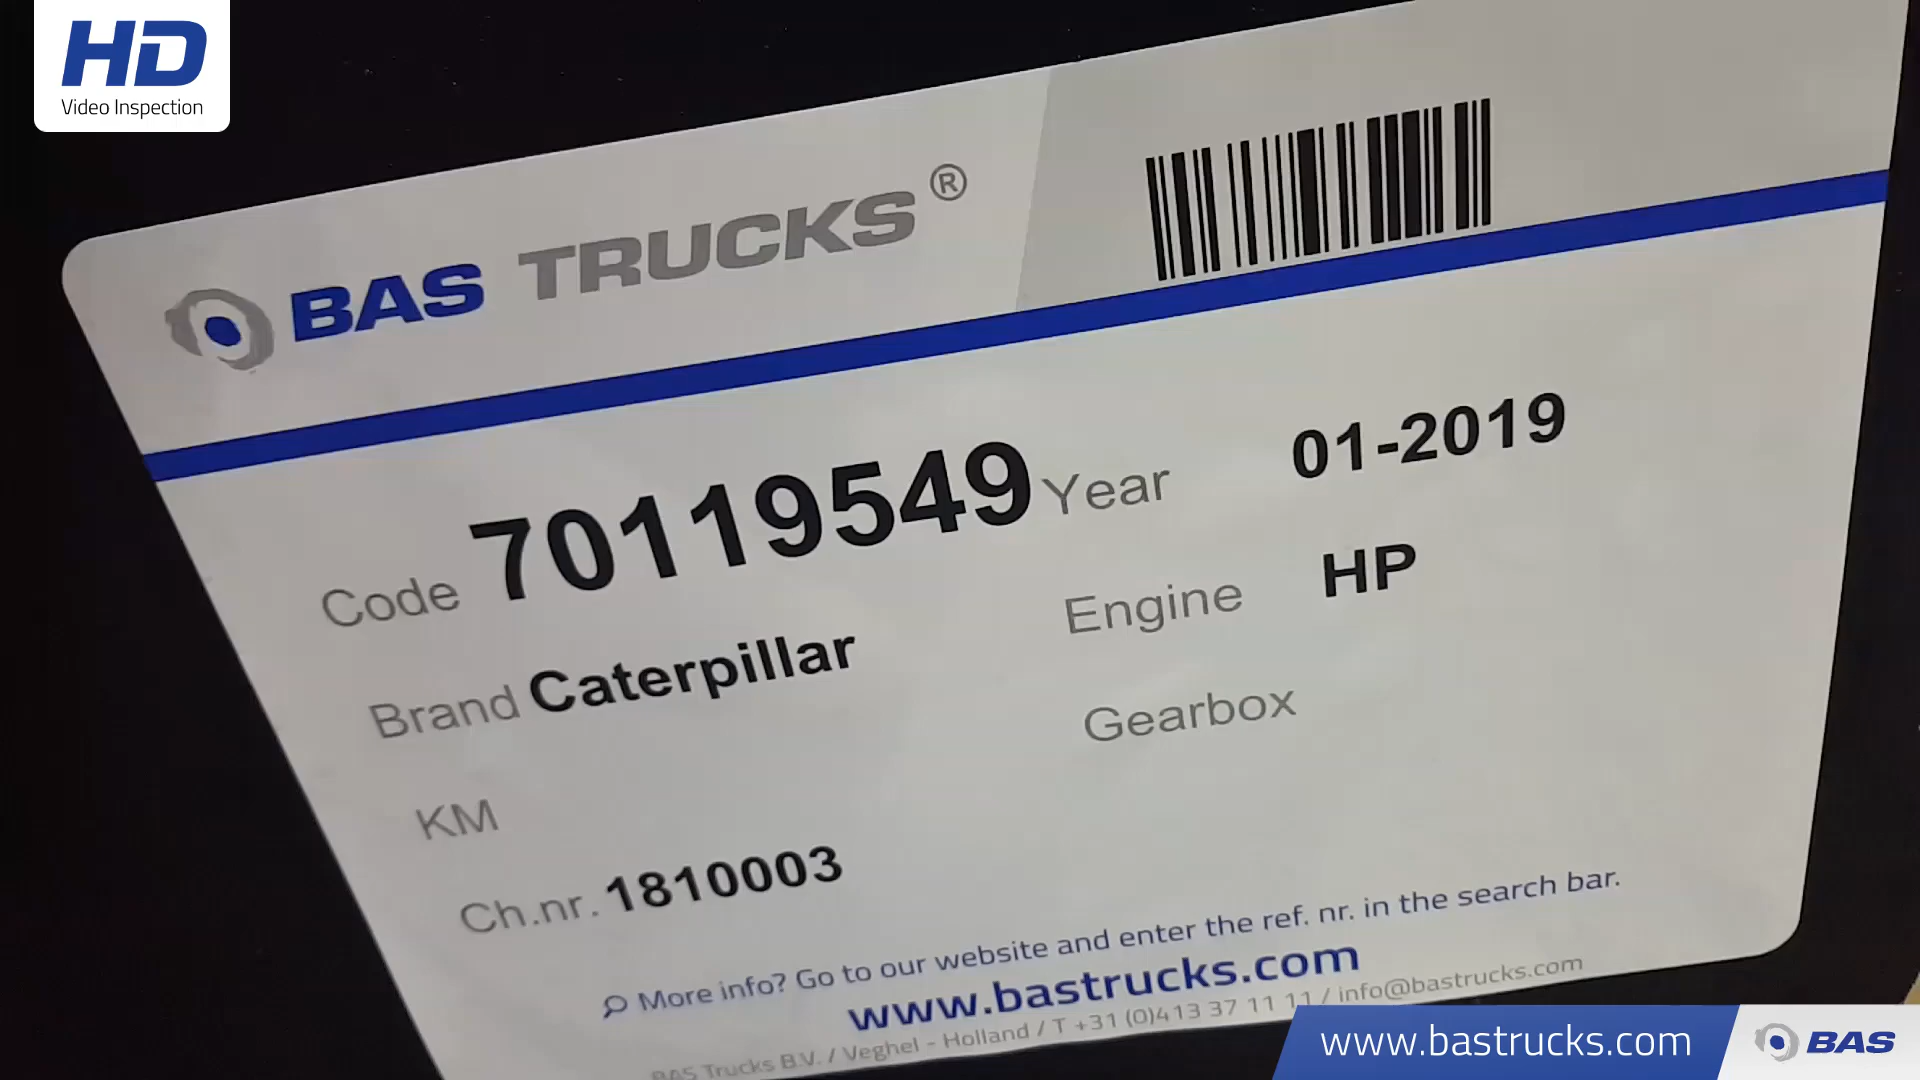 HD
Video Inspection
BAS TRUCKS®
Code 70119549 Year 01-2019
Brand Caterpillar Engine HP
KM Gearbox
Ch.nr. 1810003
More info? Go to our website and enter the ref. nr. in the search bar.
www.bastrucks.com
BAS Trucks B.V. / Veghel - Holland / T +31 (0)413 37 11 11 / info@bastrucks.com
www.bastrucks.com BAS